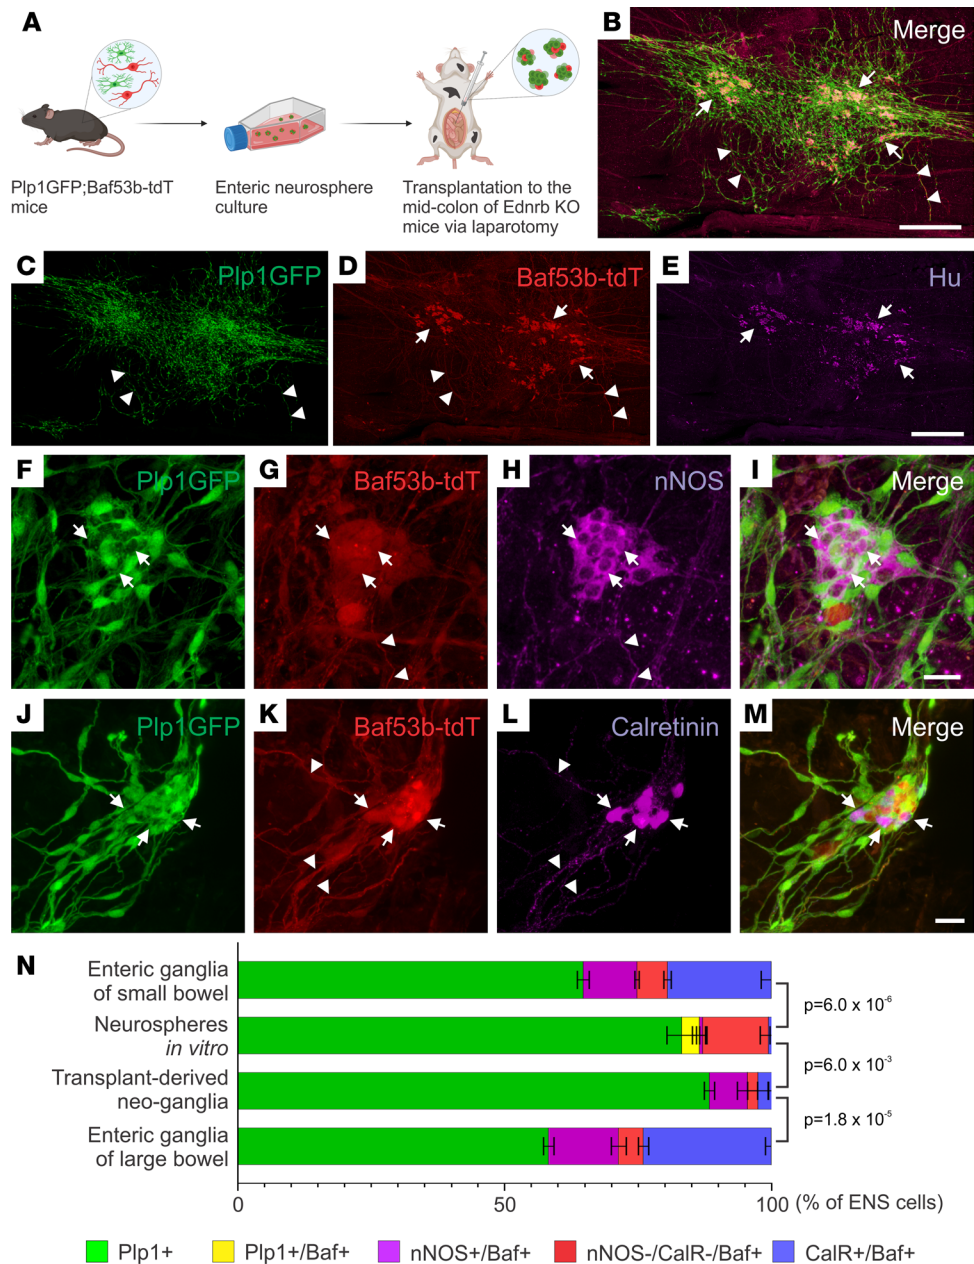 A
Plp1GFP;Baf53b-tdT
mice
Enteric neurosphere
culture
Transplantation to the
mid-colon of Ednrb KO
mice via laparotomy
B
Merge
C
Plp1GFP
D
Baf53b-tdT
E
Hu
F
Plp1GFP
G
Baf53b-tdT
H
nNOS
I
Merge
J
Plp1GFP
K
Baf53b-tdT
L
Calretinin
M
Merge
N
Enteric ganglia
of small bowel
Neurospheres
in vitro
Transplant-derived
neo-ganglia
Enteric ganglia
of large bowel
p=6.0 x 10⁻⁶
p=6.0 x 10⁻³
p=1.8 x 10⁻⁵
0
50
100
(% of ENS cells)
Plp1+
Plp1+/Baf+
nNOS+/Baf+
nNOS-/CalR-/Baf+
CalR+/Baf+